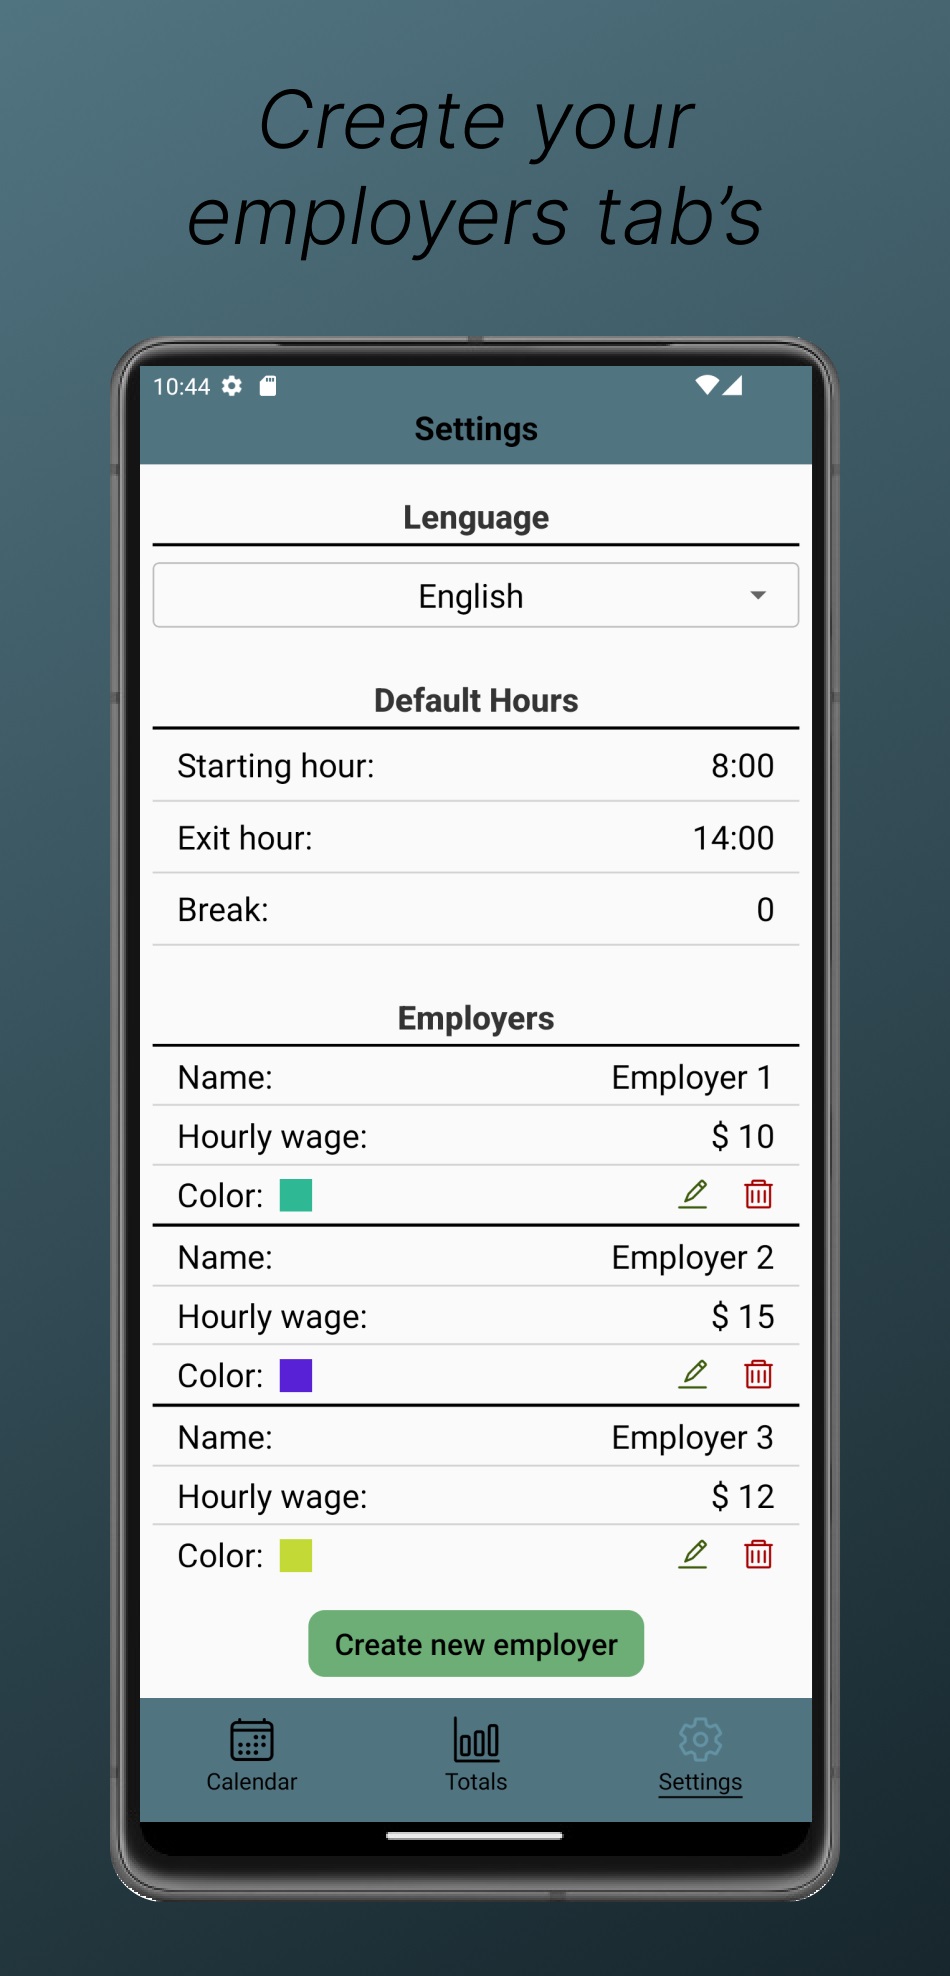 Create your
employers tab’s
10:44
Settings
Lenguage
English
Default Hours
Starting hour: 8:00
Exit hour: 14:00
Break: 0
Employers
Name: Employer 1
Hourly wage: $ 10
Color:
Name: Employer 2
Hourly wage: $ 15
Color:
Name: Employer 3
Hourly wage: $ 12
Color:
Create new employer
Calendar Totals Settings